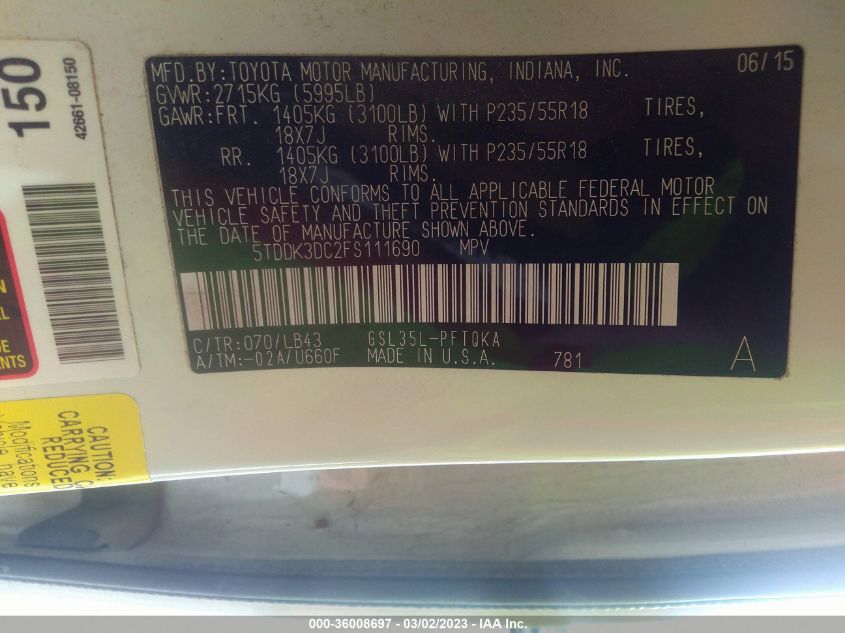 150
42661-08150
MFD.BY:TOYOTA MOTOR MANUFACTURING, INDIANA, INC. 06/15
GVWR:2715KG (5995LB)
GAWR:FRT. 1405KG (3100LB) WITH P235/55R18 TIRES,
18X7J RIMS.
RR. 1405KG (3100LB) WITH P235/55R18 TIRES,
18X7J RIMS.
THIS VEHICLE CONFORMS TO ALL APPLICABLE FEDERAL MOTOR
VEHICLE SAFETY AND THEFT PREVENTION STANDARDS IN EFFECT ON
THE DATE OF MANUFACTURE SHOWN ABOVE.
5TDDK3DC2FS111690 MPV
C/TR:070/LB43 GSL35L-PFTQKA
A/TM:-02A/U660F MADE IN U.S.A. 781 A
CAUTION:
CARRYING
REDUCED
Modifications
000-36008697 - 03/02/2023 - IAA Inc.